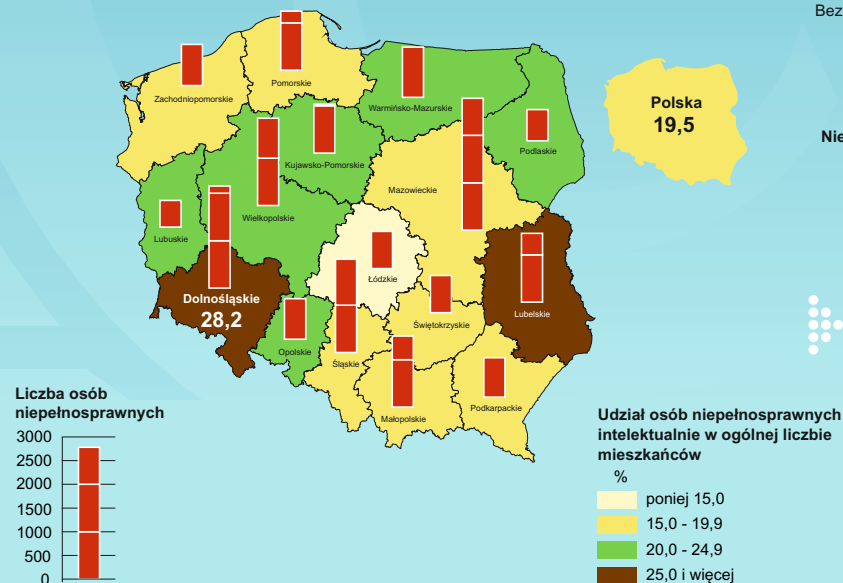 Bez
Zachodniopomorskie
Pomorskie
Warmińsko-Mazurskie
Podlaskie
Polska
19,5
Nie
Kujawsko-Pomorskie
Mazowieckie
Wielkopolskie
Lubuskie
Łódzkie
Dolnośląskie
28,2
Lubelskie
Świętokrzyskie
Opolskie
Śląskie
Małopolskie
Podkarpackie
Liczba osób
niepełnosprawnych
3000
2500
2000
1500
1000
500
0
Udział osób niepełnosprawnych
intelektualnie w ogólnej liczbie
mieszkańców
%
poniej 15,0
15,0 - 19,9
20,0 - 24,9
25,0 i więcej